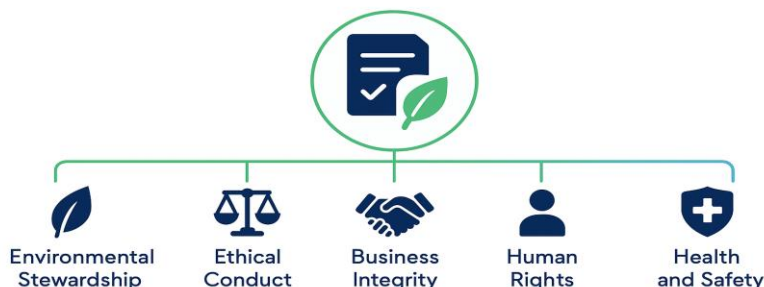 Environmental
Stewardship
Ethical
Conduct
Business
Integrity
Human
Rights
Health
and Safety